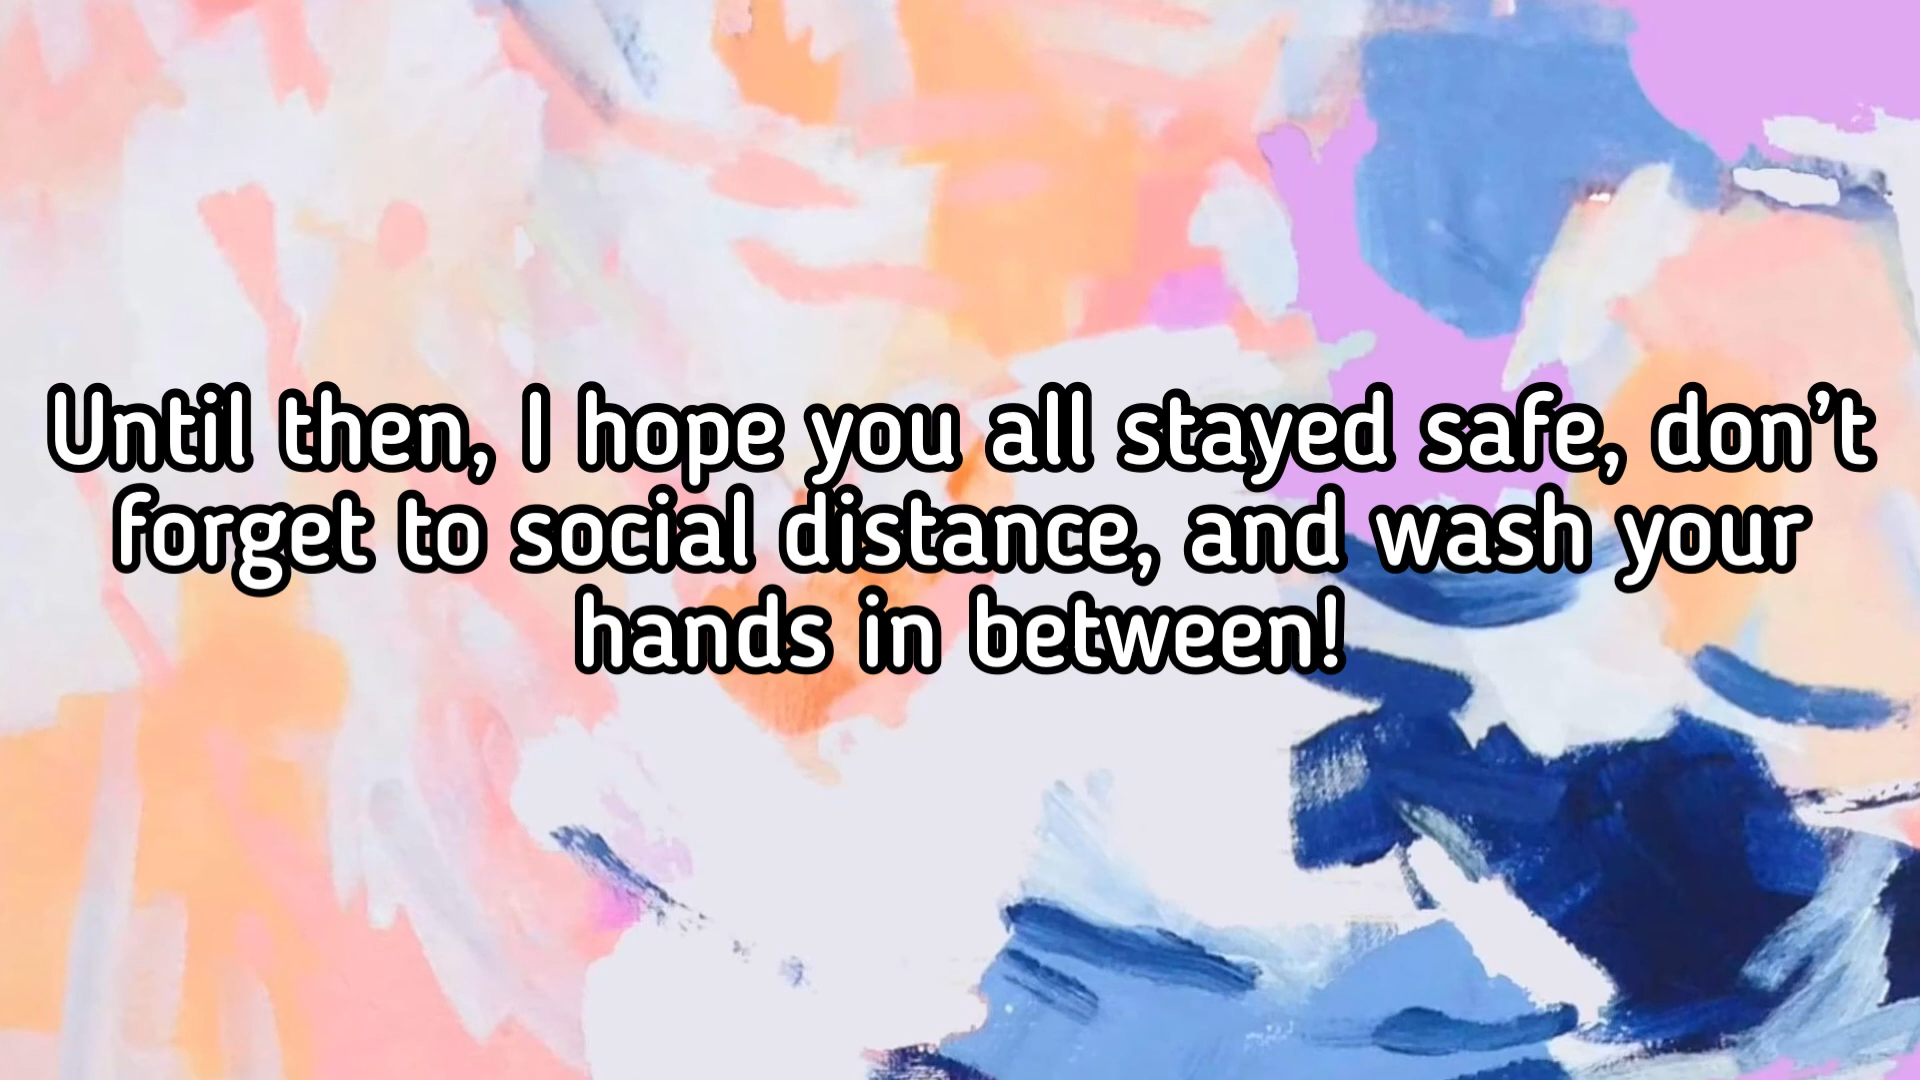 Until then, I hope you all stayed safe, don’t
forget to social distance, and wash your
hands in between!